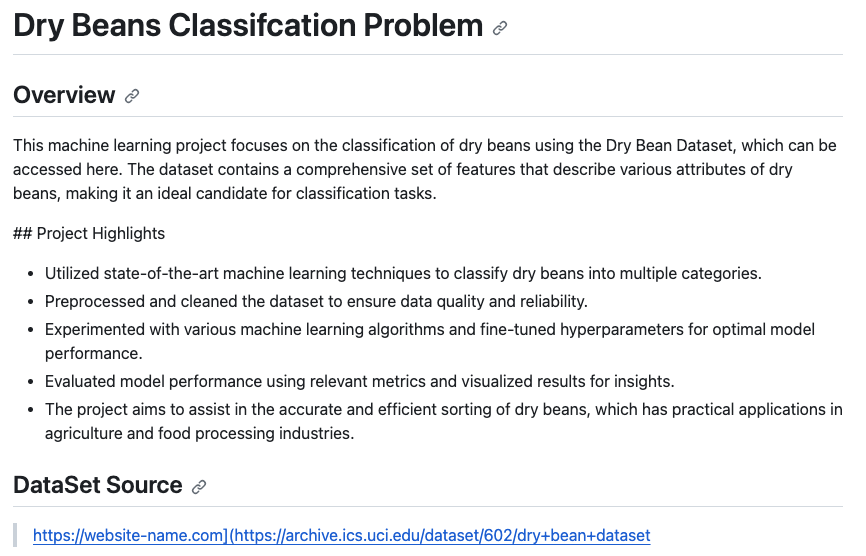 Dry Beans Classifcation Problem
Overview
This machine learning project focuses on the classification of dry beans using the Dry Bean Dataset, which can be
accessed here. The dataset contains a comprehensive set of features that describe various attributes of dry
beans, making it an ideal candidate for classification tasks.
## Project Highlights
• Utilized state-of-the-art machine learning techniques to classify dry beans into multiple categories.
• Preprocessed and cleaned the dataset to ensure data quality and reliability.
• Experimented with various machine learning algorithms and fine-tuned hyperparameters for optimal model
performance.
• Evaluated model performance using relevant metrics and visualized results for insights.
• The project aims to assist in the accurate and efficient sorting of dry beans, which has practical applications in
agriculture and food processing industries.
DataSet Source
https://website-name.com](https://archive.ics.uci.edu/dataset/602/dry+bean+dataset